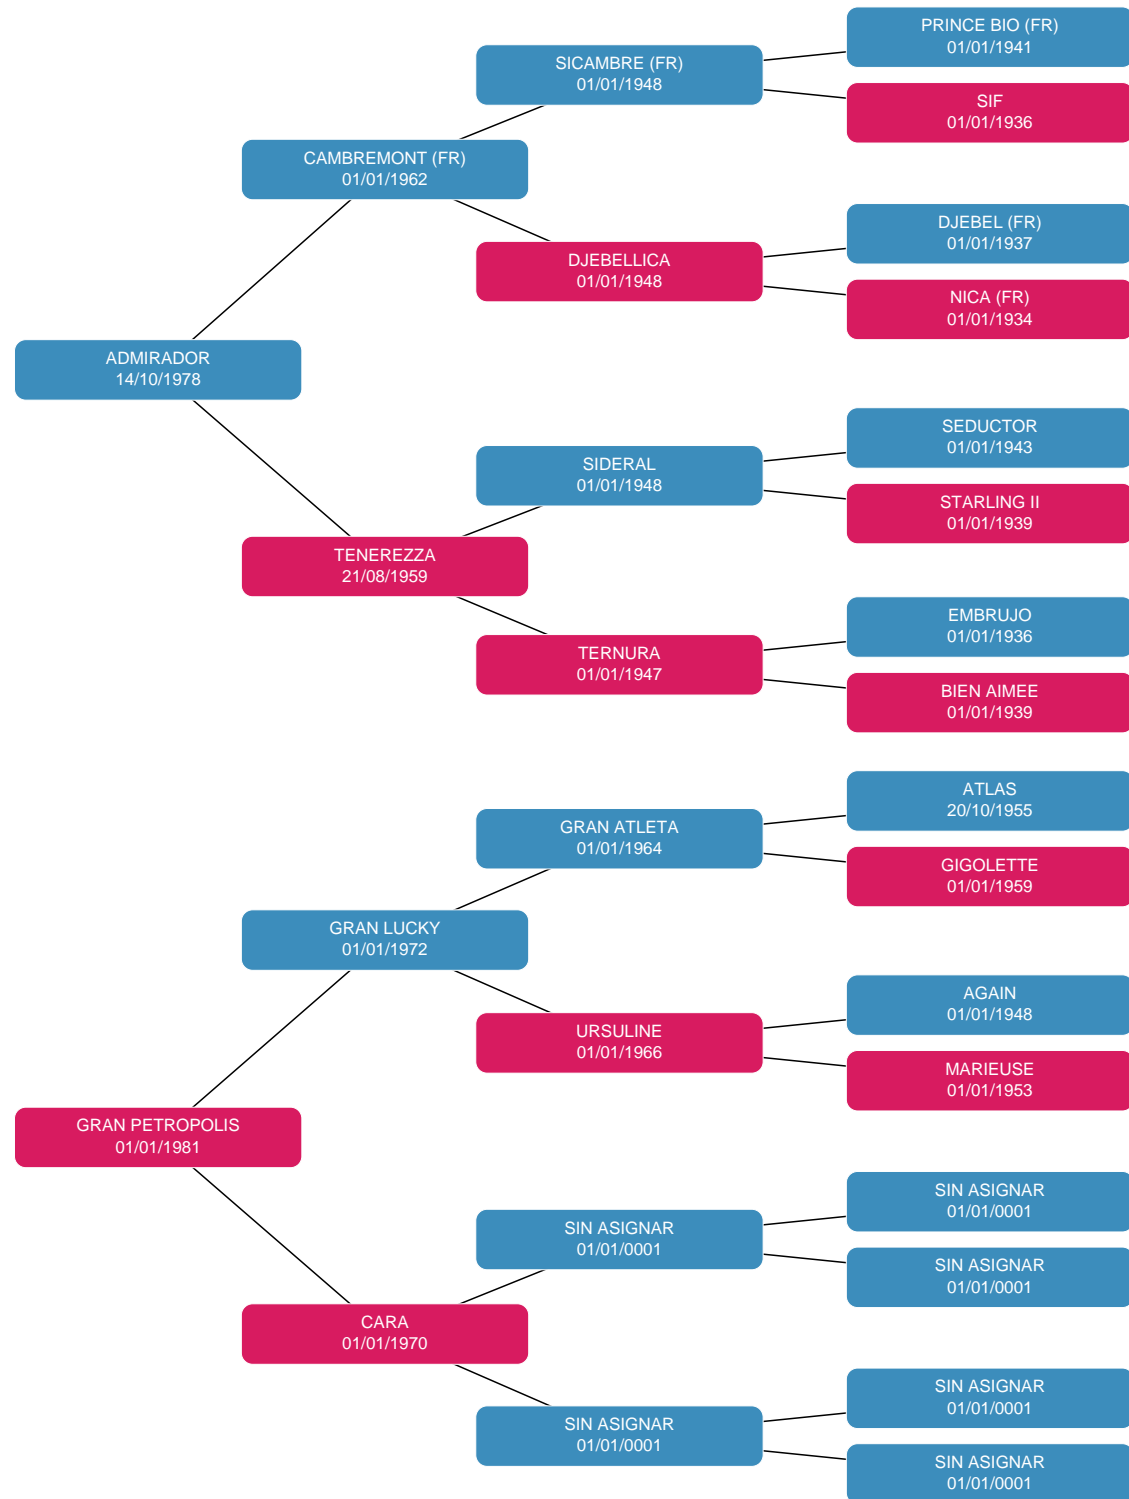 PRINCE BIO (FR)
01/01/1941
SICAMBRE (FR)
01/01/1948
SIF
01/01/1936
CAMBREMONT (FR)
01/01/1962
DJEBEL (FR)
01/01/1937
DJEBELLICA
01/01/1948
NICA (FR)
01/01/1934
ADMIRADOR
14/10/1978
SEDUCTOR
01/01/1943
SIDERAL
01/01/1948
STARLING II
01/01/1939
TENEREZZA
21/08/1959
EMBRUJO
01/01/1936
TERNURA
01/01/1947
BIEN AIMEE
01/01/1939
ATLAS
20/10/1955
GRAN ATLETA
01/01/1964
GIGOLETTE
01/01/1959
GRAN LUCKY
01/01/1972
AGAIN
01/01/1948
URSULINE
01/01/1966
MARIEUSE
01/01/1953
GRAN PETROPOLIS
01/01/1981
SIN ASIGNAR
01/01/0001
SIN ASIGNAR
01/01/0001
SIN ASIGNAR
01/01/0001
CARA
01/01/1970
SIN ASIGNAR
01/01/0001
SIN ASIGNAR
01/01/0001
SIN ASIGNAR
01/01/0001